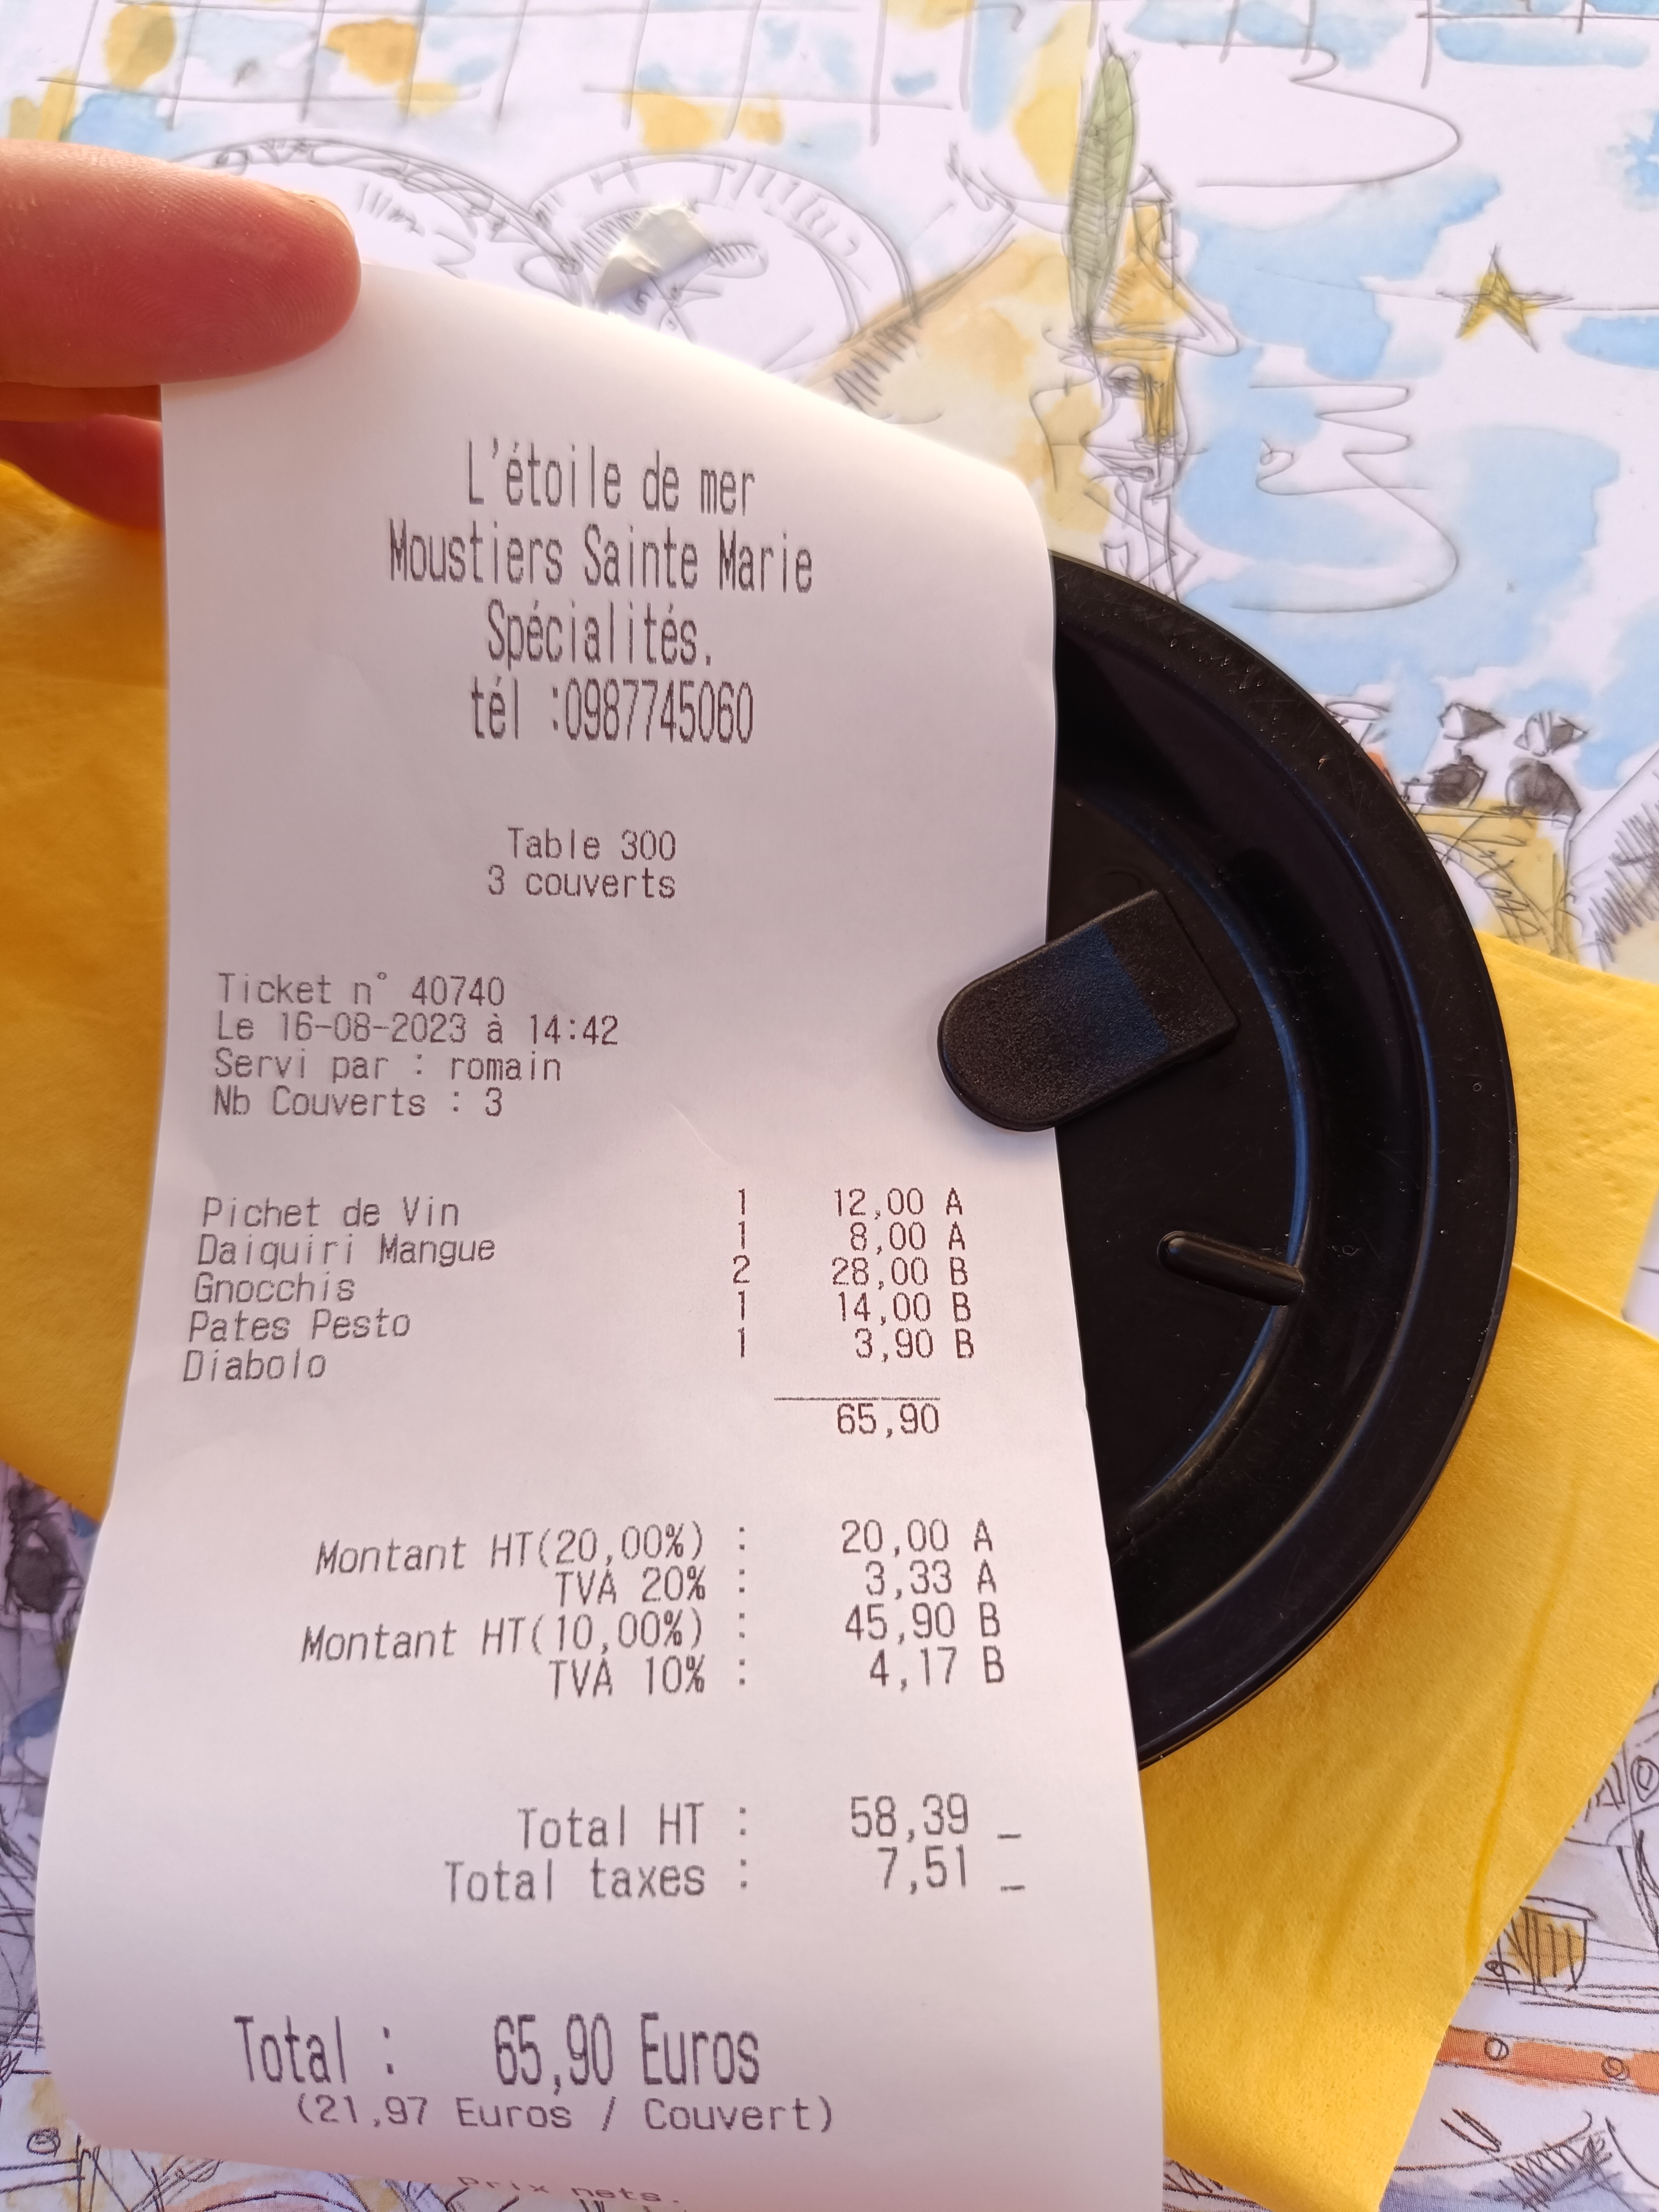 L'étoile de mer
Moustiers Sainte Marie
Spécialités.
tél :0987745060
Table 300
3 couverts
Ticket n° 40740
Le 16-08-2023 à 14:42
Servi par : romain
Nb Couverts : 3
Pichet de Vin 1 12,00 A
Daiquiri Mangue 1 8,00 A
Gnocchis 2 28,00 B
Pates Pesto 1 14,00 B
Diabolo 1 3,90 B
65,90
Montant HT(20,00%) : 20,00 A
TVA 20% : 3,33 A
Montant HT(10,00%) : 45,90 B
TVA 10% : 4,17 B
Total HT : 58,39 _
Total taxes : 7,51 _
Total : 65,90 Euros
(21,97 Euros / Couvert)
Prix nets.